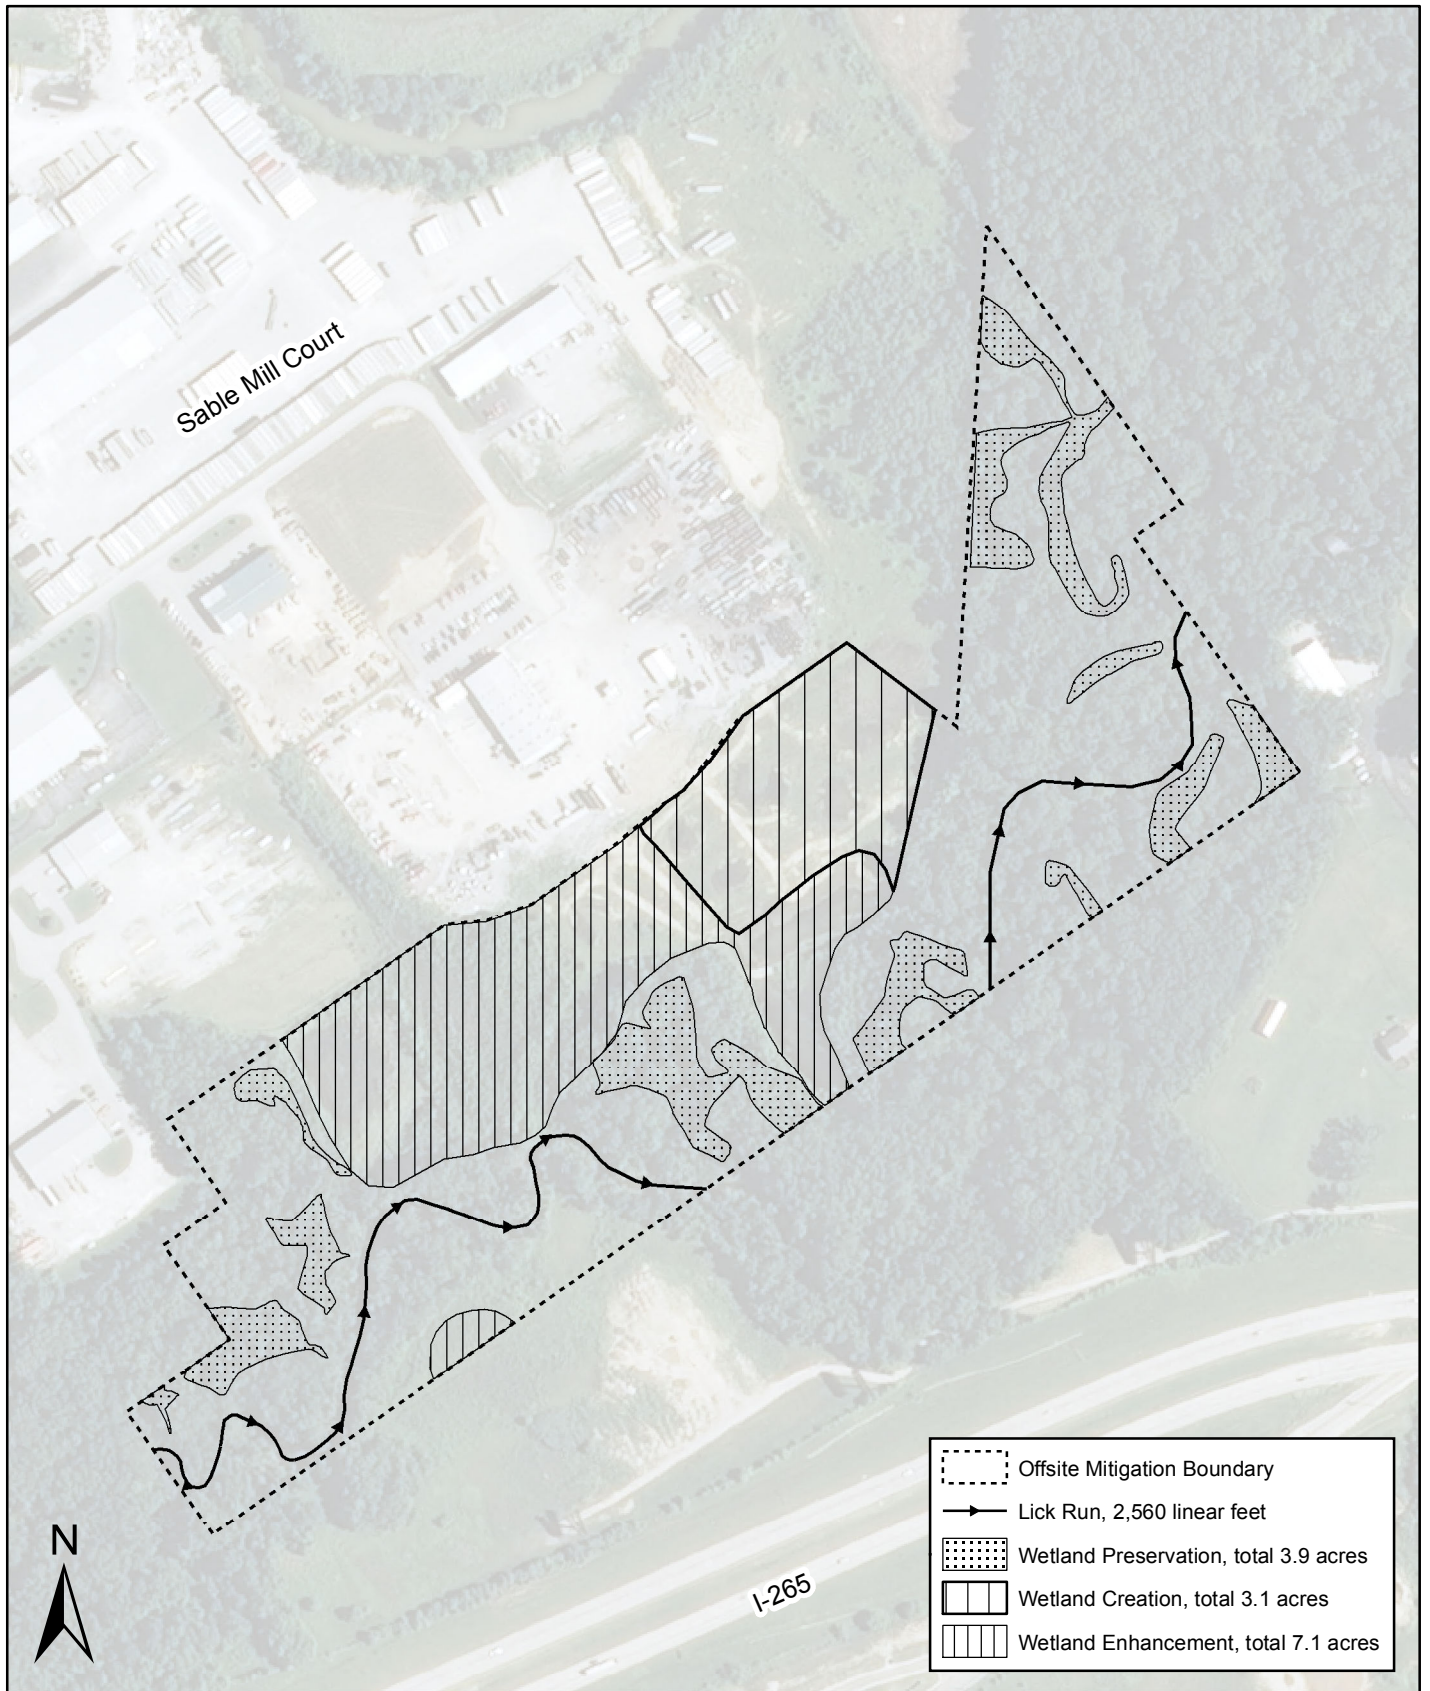 Sable Mill Court
I-265
N
Offsite Mitigation Boundary
Lick Run, 2,560 linear feet
Wetland Preservation, total 3.9 acres
Wetland Creation, total 3.1 acres
Wetland Enhancement, total 7.1 acres